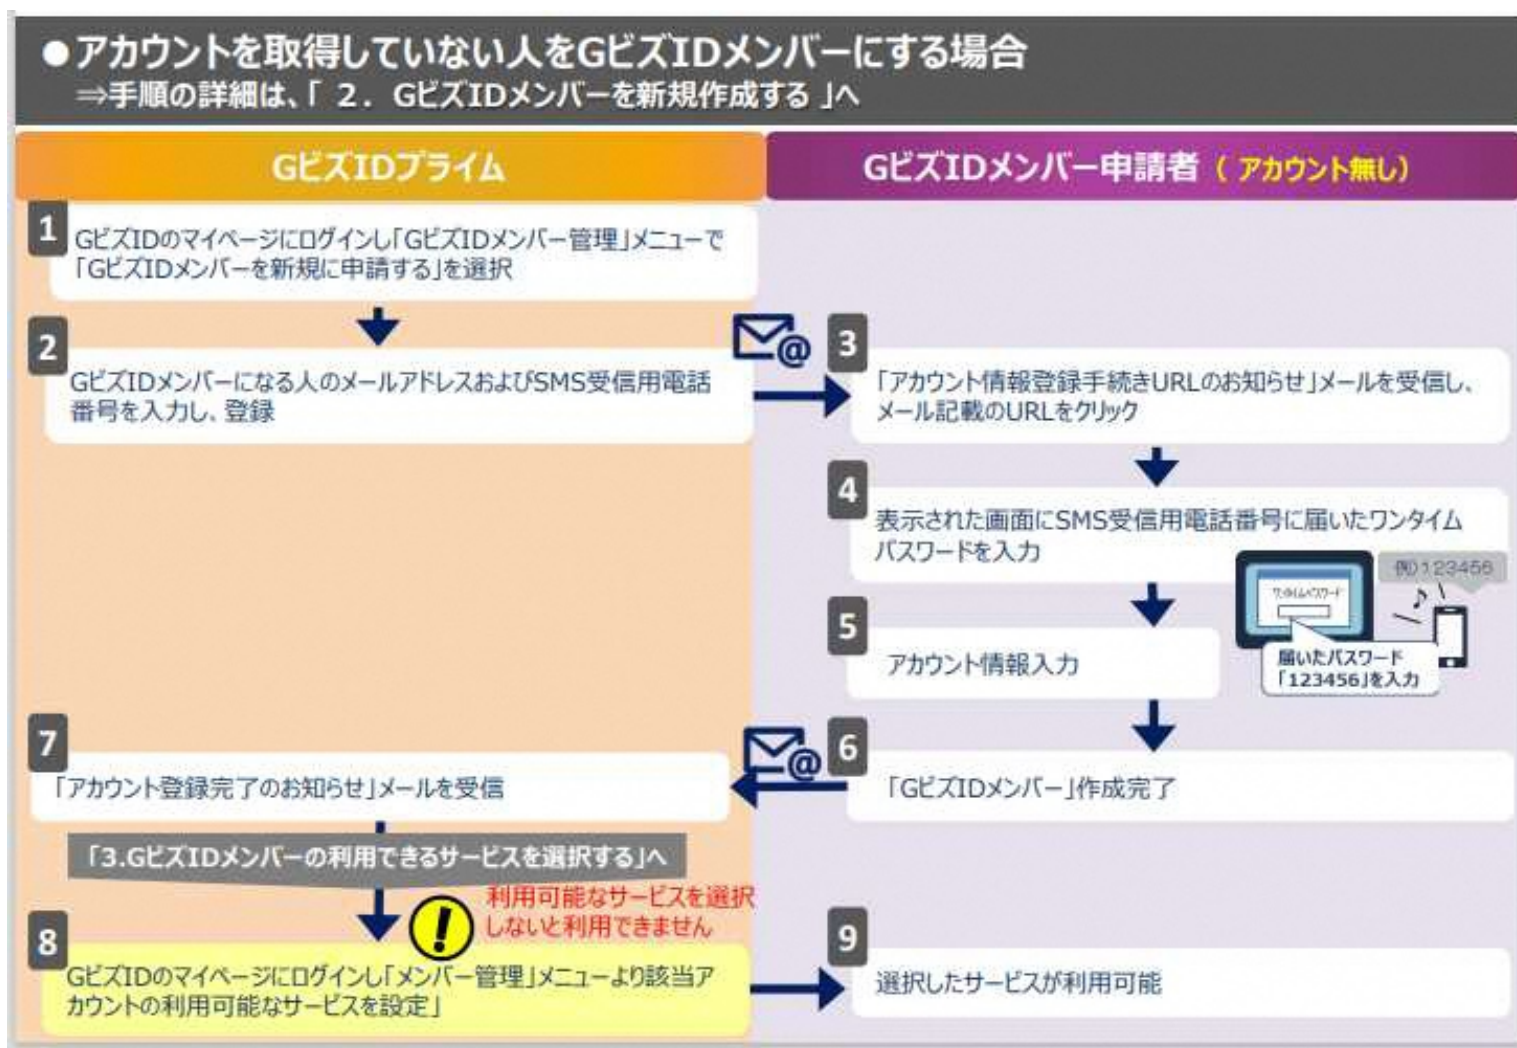 ●アカウントを取得していない人をGビズIDメンバーにする場合
⇒手順の詳細は、「 2．GビズIDメンバーを新規作成する 」へ
GビズIDプライム
GビズIDメンバー申請者（ アカウント無し）
1
GビズIDのマイページにログインし「GビズIDメンバー管理」メニューで
「GビズIDメンバーを新規に申請する」を選択
2
GビズIDメンバーになる人のメールアドレスおよびSMS受信用電話
番号を入力し、登録
@
3
「アカウント情報登録手続きURLのお知らせ」メールを受信し、
メール記載のURLをクリック
4
表示された画面にSMS受信用電話番号に届いたワンタイム
パスワードを入力
例)123456
ワンタイムパスワード
届いたパスワード
「123456」を入力
5
アカウント情報入力
6
「GビズIDメンバー」作成完了
@
7
「アカウント登録完了のお知らせ」メールを受信
「3.GビズIDメンバーの利用できるサービスを選択する」へ
!
利用可能なサービスを選択
しないと利用できません
8
GビズIDのマイページにログインし「メンバー管理」メニューより該当ア
カウントの利用可能なサービスを設定」
9
選択したサービスが利用可能